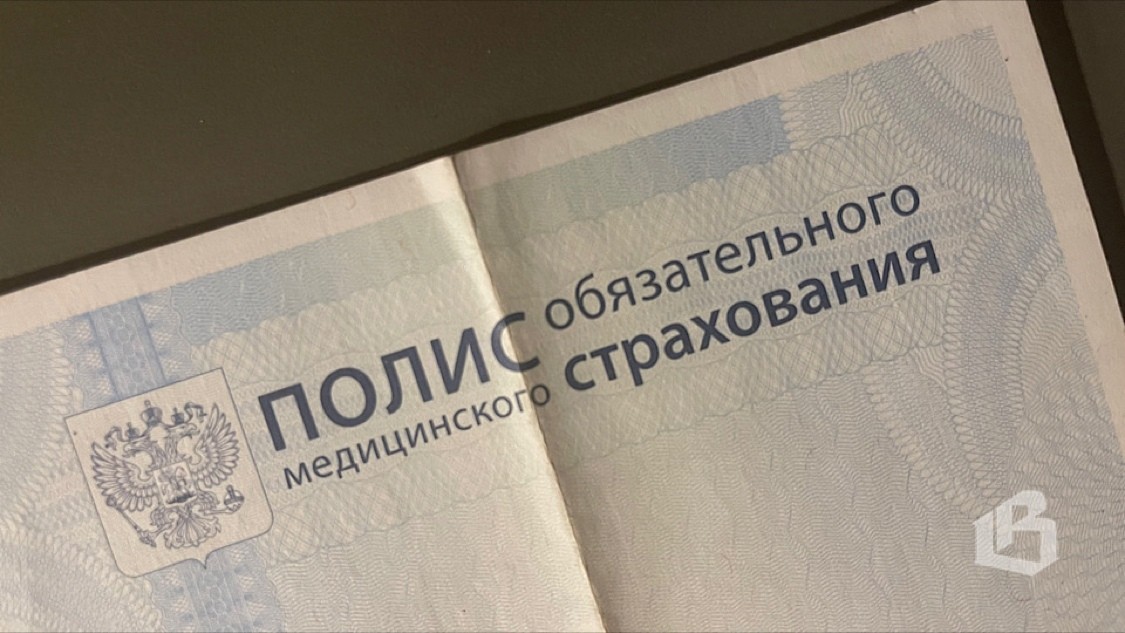 ПОЛИС обязательного
медицинского страхования